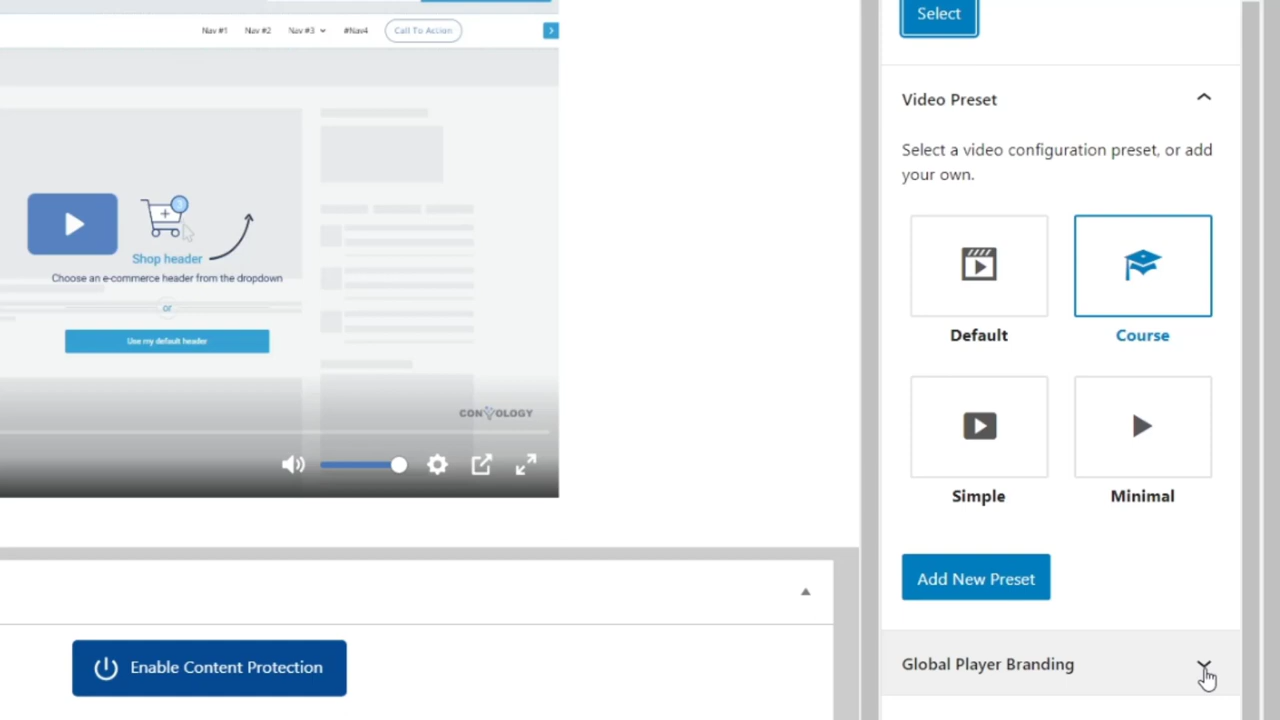 Select
Nav #1 Nav #2 Nav #3 #Nav4 Call To Action
Video Preset
Select a video configuration preset, or add
your own.
Shop header
Choose an e-commerce header from the dropdown
or
Use my default header
Default
Course
CONVOLOGY
Simple
Minimal
Add New Preset
Enable Content Protection
Global Player Branding